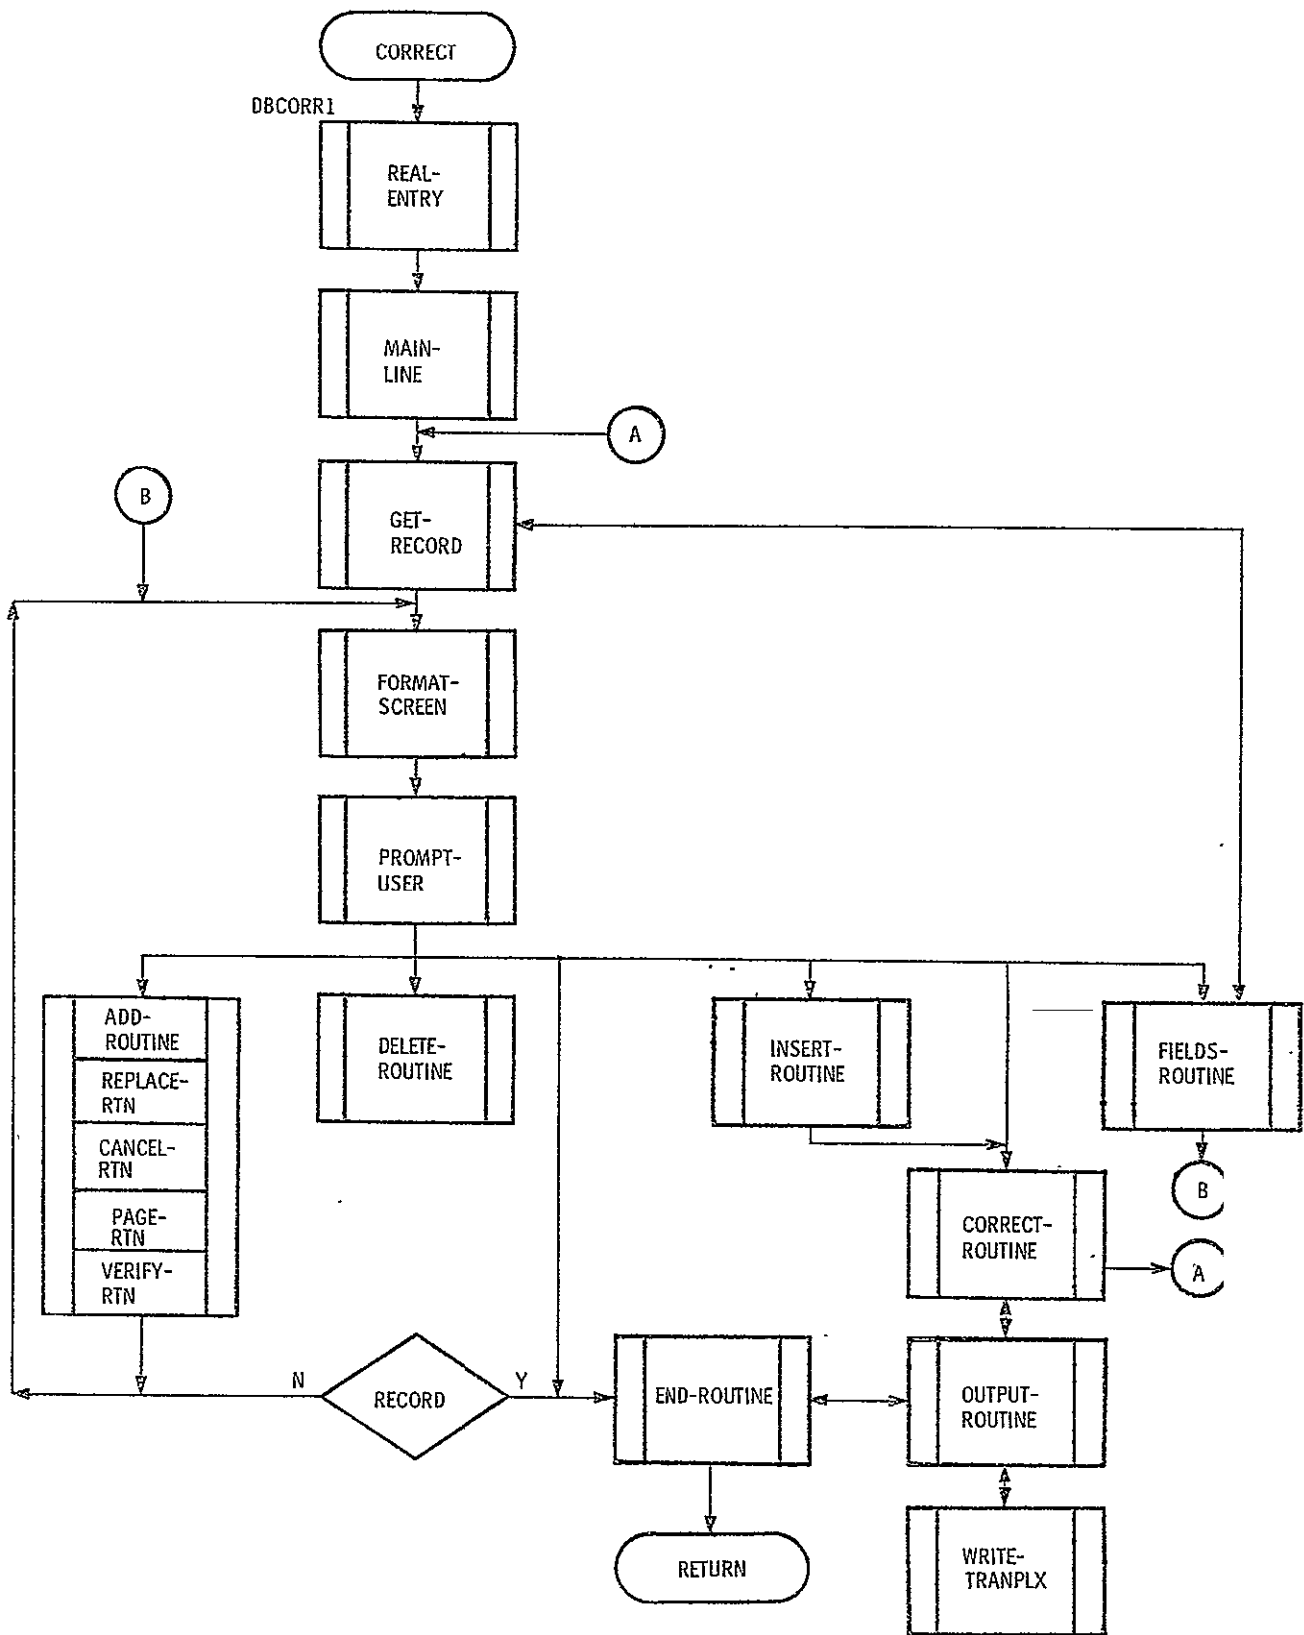 CORRECT
DBCORR1
REAL-
ENTRY
MAIN-
LINE
A
B
GET-
RECORD
FORMAT-
SCREEN
PROMPT-
USER
ADD-
ROUTINE
REPLACE-
RTN
CANCEL-
RTN
PAGE-
RTN
VERIFY-
RTN
DELETE-
ROUTINE
INSERT-
ROUTINE
FIELDS-
ROUTINE
B
CORRECT-
ROUTINE
A
N
RECORD
Y
END-ROUTINE
OUTPUT-
ROUTINE
RETURN
WRITE-
TRANPLX